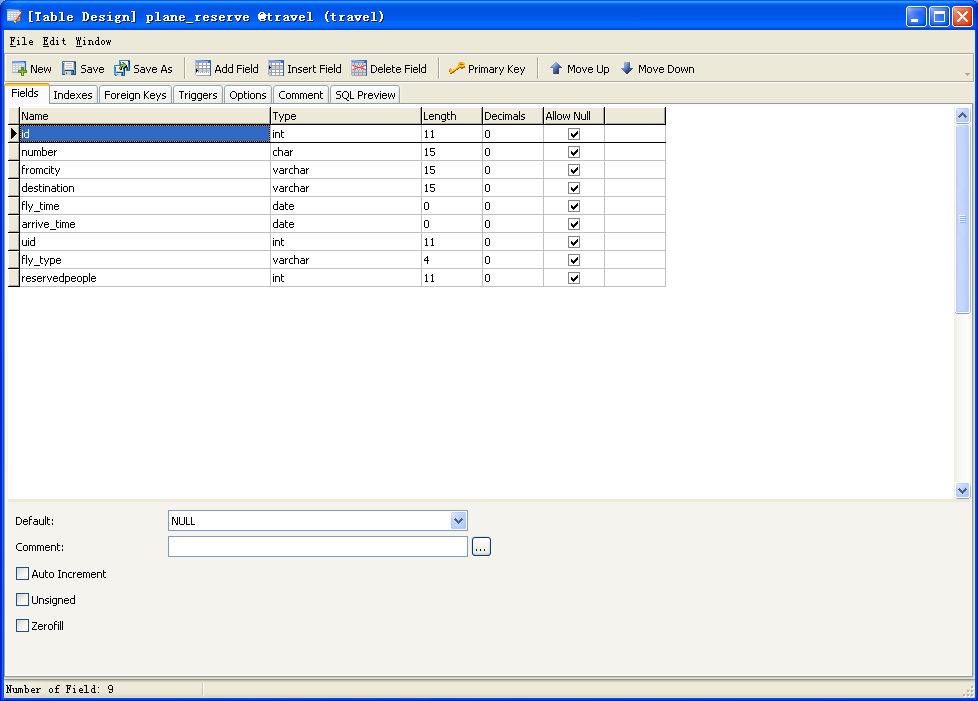 [Table Design] plane_reserve @travel (travel)
File Edit Window
New Save Save As Add Field Insert Field Delete Field Primary Key Move Up Move Down
Fields Indexes Foreign Keys Triggers Options Comment SQL Preview
Name Type Length Decimals Allow Null
id int 11 0
number char 15 0
fromcity varchar 15 0
destination varchar 15 0
fly_time date 0 0
arrive_time date 0 0
uid int 11 0
fly_type varchar 4 0
reservedpeople int 11 0
Default: NULL
Comment: ...
Auto Increment
Unsigned
Zerofill
Number of Field: 9